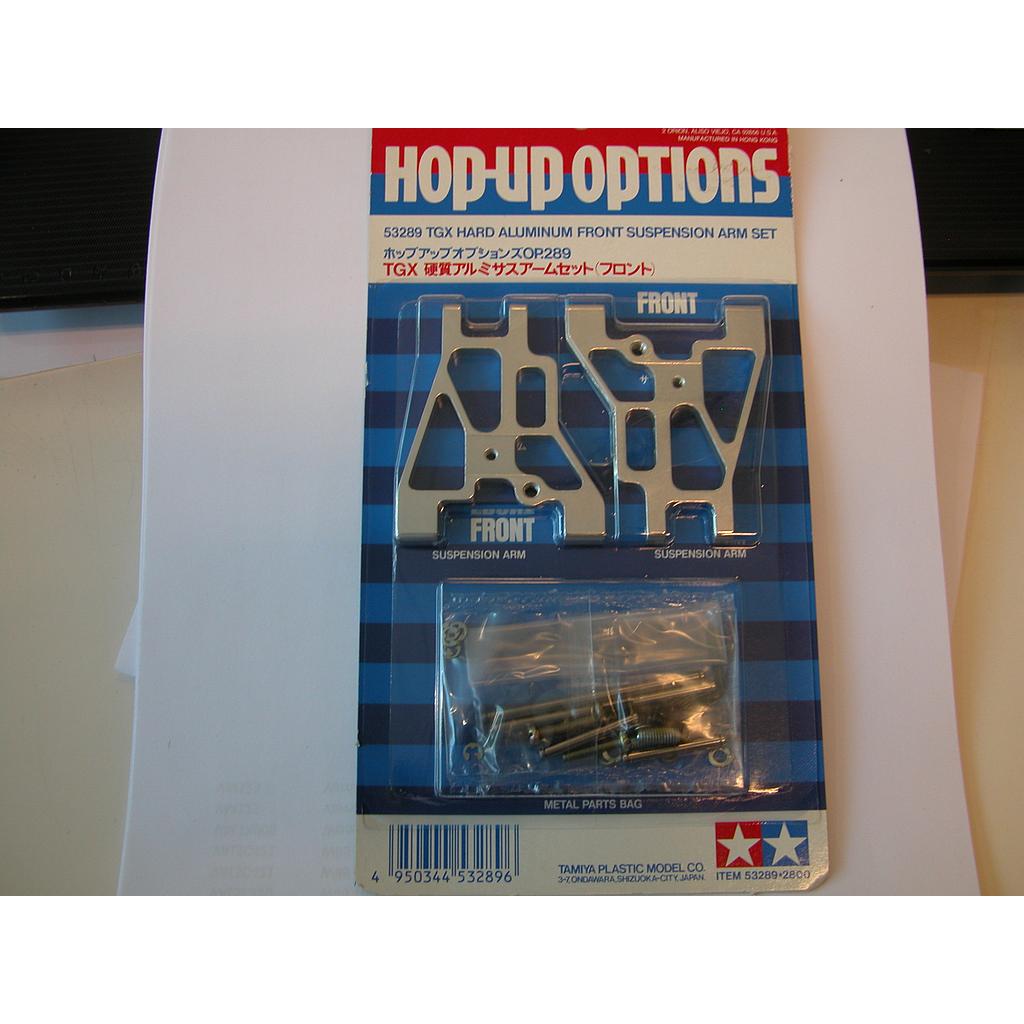 2 ORION, ALISO VIEJO, CA 92656 U.S.A
MANUFACTURED IN HONG KONG
HOP-UP OPTIONS
53289 TGX HARD ALUMINUM FRONT SUSPENSION ARM SET
ホップアップオプションズOP.289
TGX 硬質アルミサスアームセット(フロント)
FRONT
FRONT
SUSPENSION ARM
SUSPENSION ARM
METAL PARTS BAG
4 950344 532896
TAMIYA PLASTIC MODEL CO.
3-7, ONDAWARA, SHIZUOKA-CITY, JAPAN.
ITEM 53289•2800